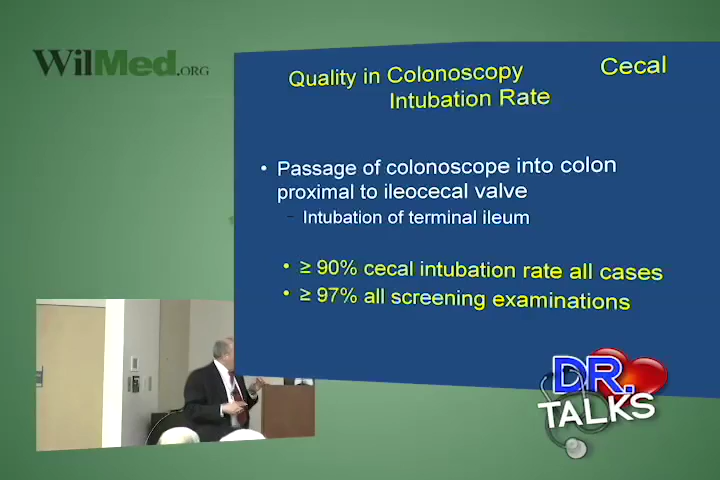 WilMed.ORG
Quality in Colonoscopy Cecal
Intubation Rate
• Passage of colonoscope into colon
proximal to ileocecal valve
– Intubation of terminal ileum
• ≥ 90% cecal intubation rate all cases
• ≥ 97% all screening examinations
DR.
TALKS